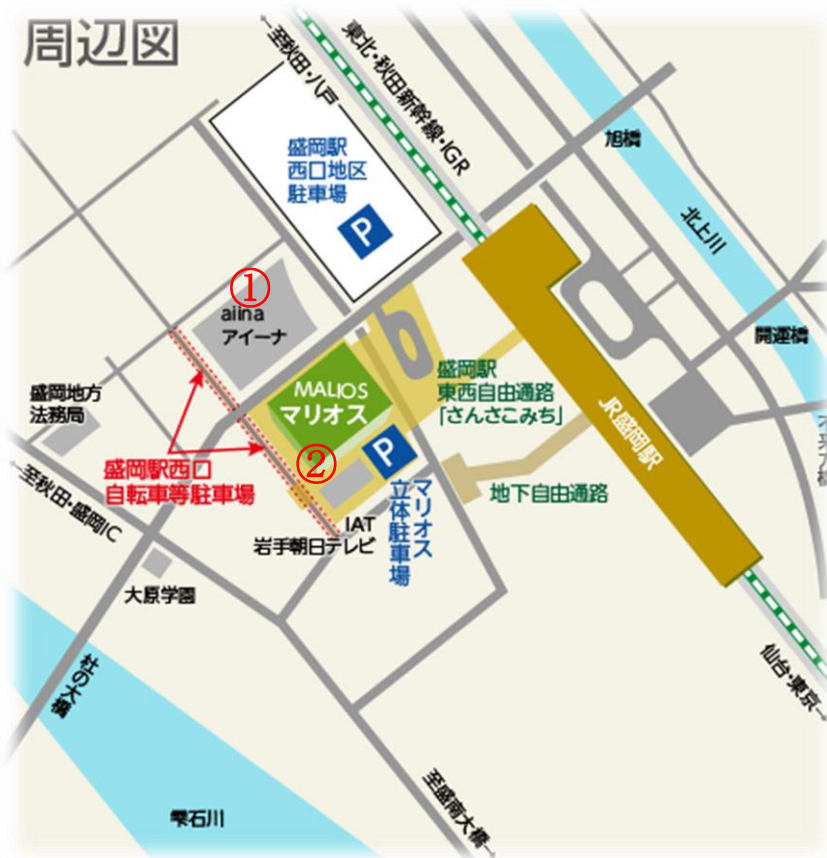 周辺図
←至秋田・八戸
東北・秋田新幹線・IGR
旭橋
盛岡駅
西口地区
駐車場
P
北上川
①
aiina
アイーナ
開運橋
盛岡駅
東西自由通路
「さんさこみち」
MALIOS
マリオス
JR盛岡駅
盛岡地方
法務局
P
②
盛岡駅西口
自転車等駐車場
マリオス
立体駐車場
地下自由通路
←至秋田・盛岡IC
IAT
岩手朝日テレビ
大原学園
杜の大橋
仙台・東京→
雫石川
至盛南大橋→